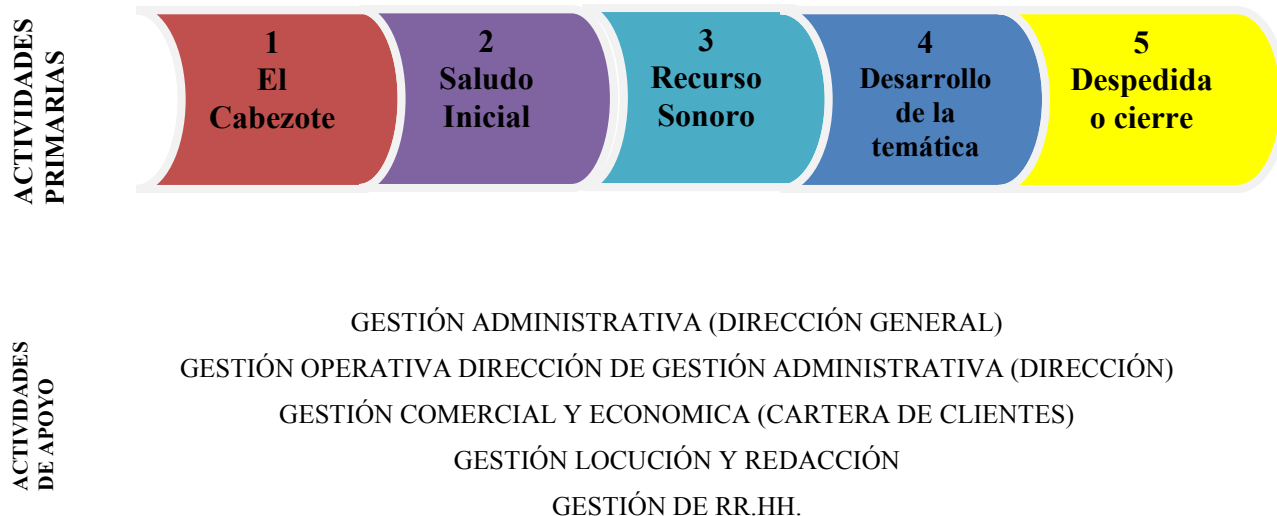 ACTIVIDADES
PRIMARIAS
1
El
Cabezote
2
Saludo
Inicial
3
Recurso
Sonoro
4
Desarrollo
de la
temática
5
Despedida
o cierre
ACTIVIDADES
DE APOYO
GESTIÓN ADMINISTRATIVA (DIRECCIÓN GENERAL)
GESTIÓN OPERATIVA DIRECCIÓN DE GESTIÓN ADMINISTRATIVA (DIRECCIÓN)
GESTIÓN COMERCIAL Y ECONOMICA (CARTERA DE CLIENTES)
GESTIÓN LOCUCIÓN Y REDACCIÓN
GESTIÓN DE RR.HH.